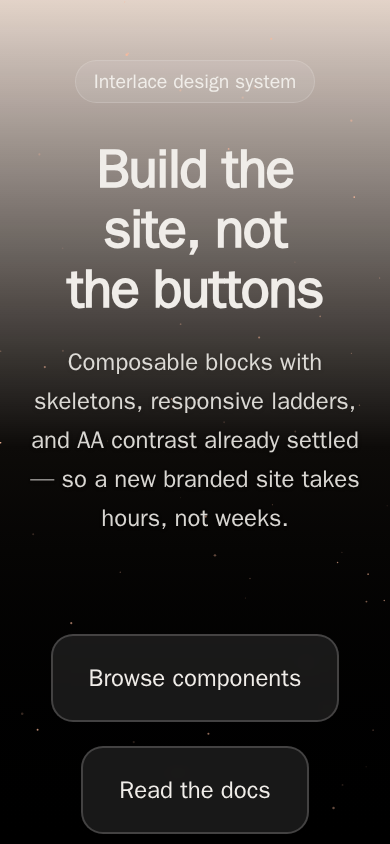 Interlace design system
Build the
site, not
the buttons
Composable blocks with
skeletons, responsive ladders,
and AA contrast already settled
— so a new branded site takes
hours, not weeks.
Browse components
Read the docs